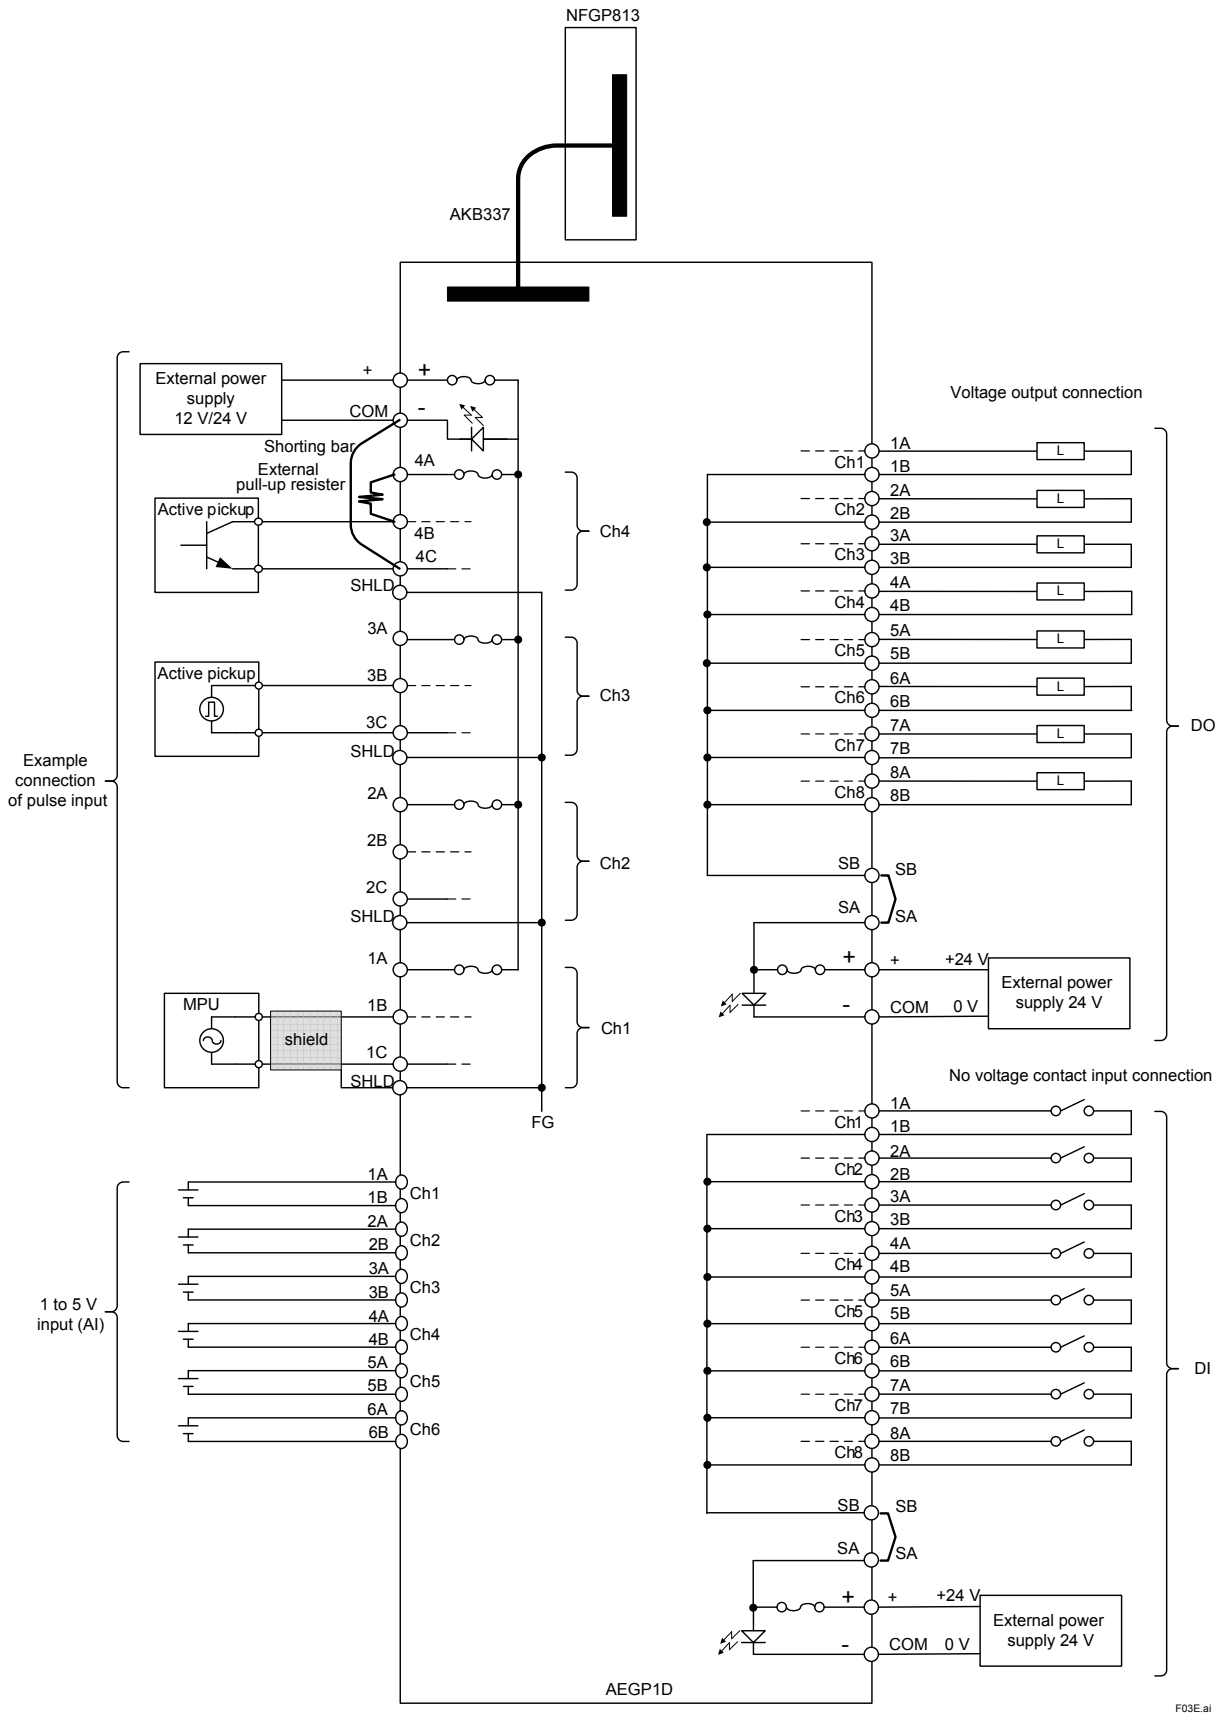 NFGP813
AKB337
External power
supply
12 V/24 V
+
+
COM
-
Shorting bar
External
pull-up resister
4A
Active pickup
4B
4C
SHLD
Ch4
3A
Active pickup
3B
3C
SHLD
Ch3
Example
connection
of pulse input
2A
2B
2C
SHLD
Ch2
1A
MPU
1B
shield
1C
SHLD
Ch1
FG
1 to 5 V
input (AI)
1A
1B
Ch1
2A
2B
Ch2
3A
3B
Ch3
4A
4B
Ch4
5A
5B
Ch5
6A
6B
Ch6
Voltage output connection
Ch1
1A
L
1B
Ch2
2A
L
2B
Ch3
3A
L
3B
Ch4
4A
L
4B
Ch5
5A
L
5B
Ch6
6A
L
6B
Ch7
7A
L
7B
Ch8
8A
L
8B
DO
SB
SB
SA
SA
+
+
+24 V
-
COM
0 V
External power
supply 24 V
No voltage contact input connection
Ch1
1A
1B
Ch2
2A
2B
Ch3
3A
3B
Ch4
4A
4B
Ch5
5A
5B
Ch6
6A
6B
Ch7
7A
7B
Ch8
8A
8B
DI
SB
SB
SA
SA
+
+
+24 V
-
COM
0 V
External power
supply 24 V
AEGP1D
F03E.ai